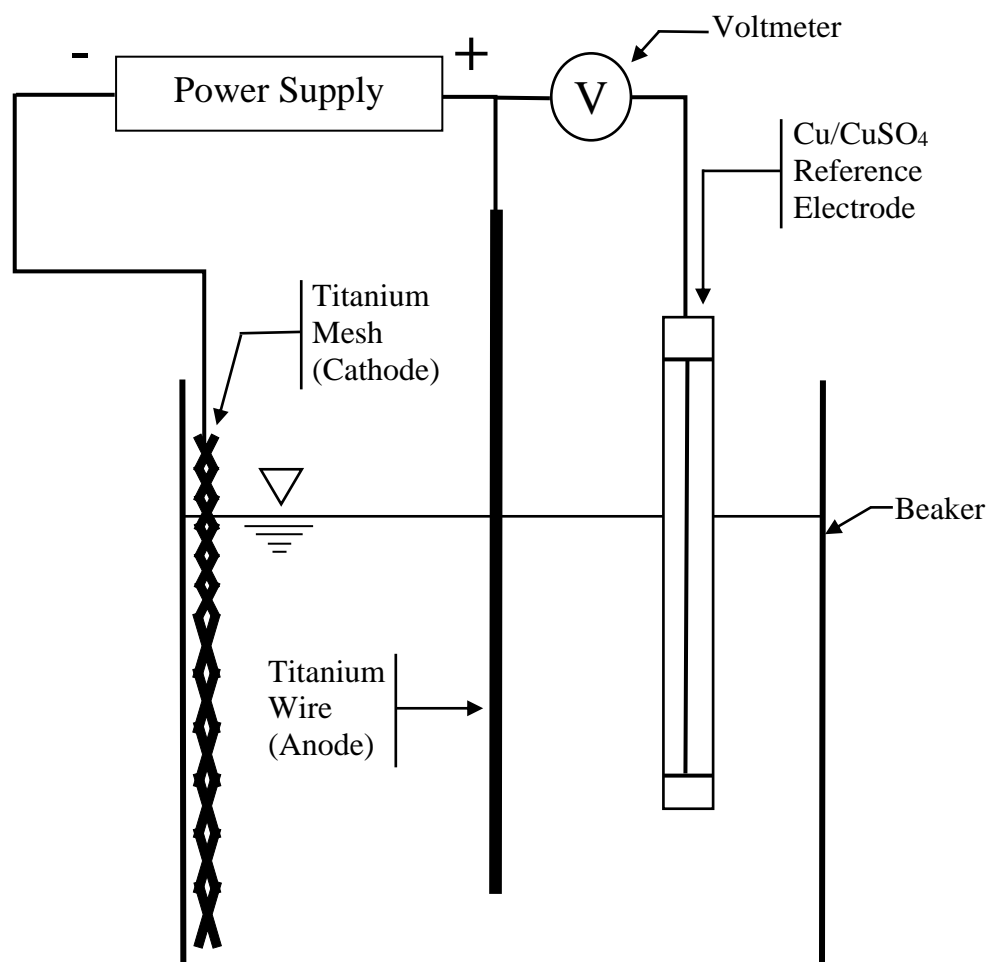 Voltmeter
-
+
Power Supply
V
Cu/CuSO₄
Reference
Electrode
Titanium
Mesh
(Cathode)
Beaker
Titanium
Wire
(Anode)